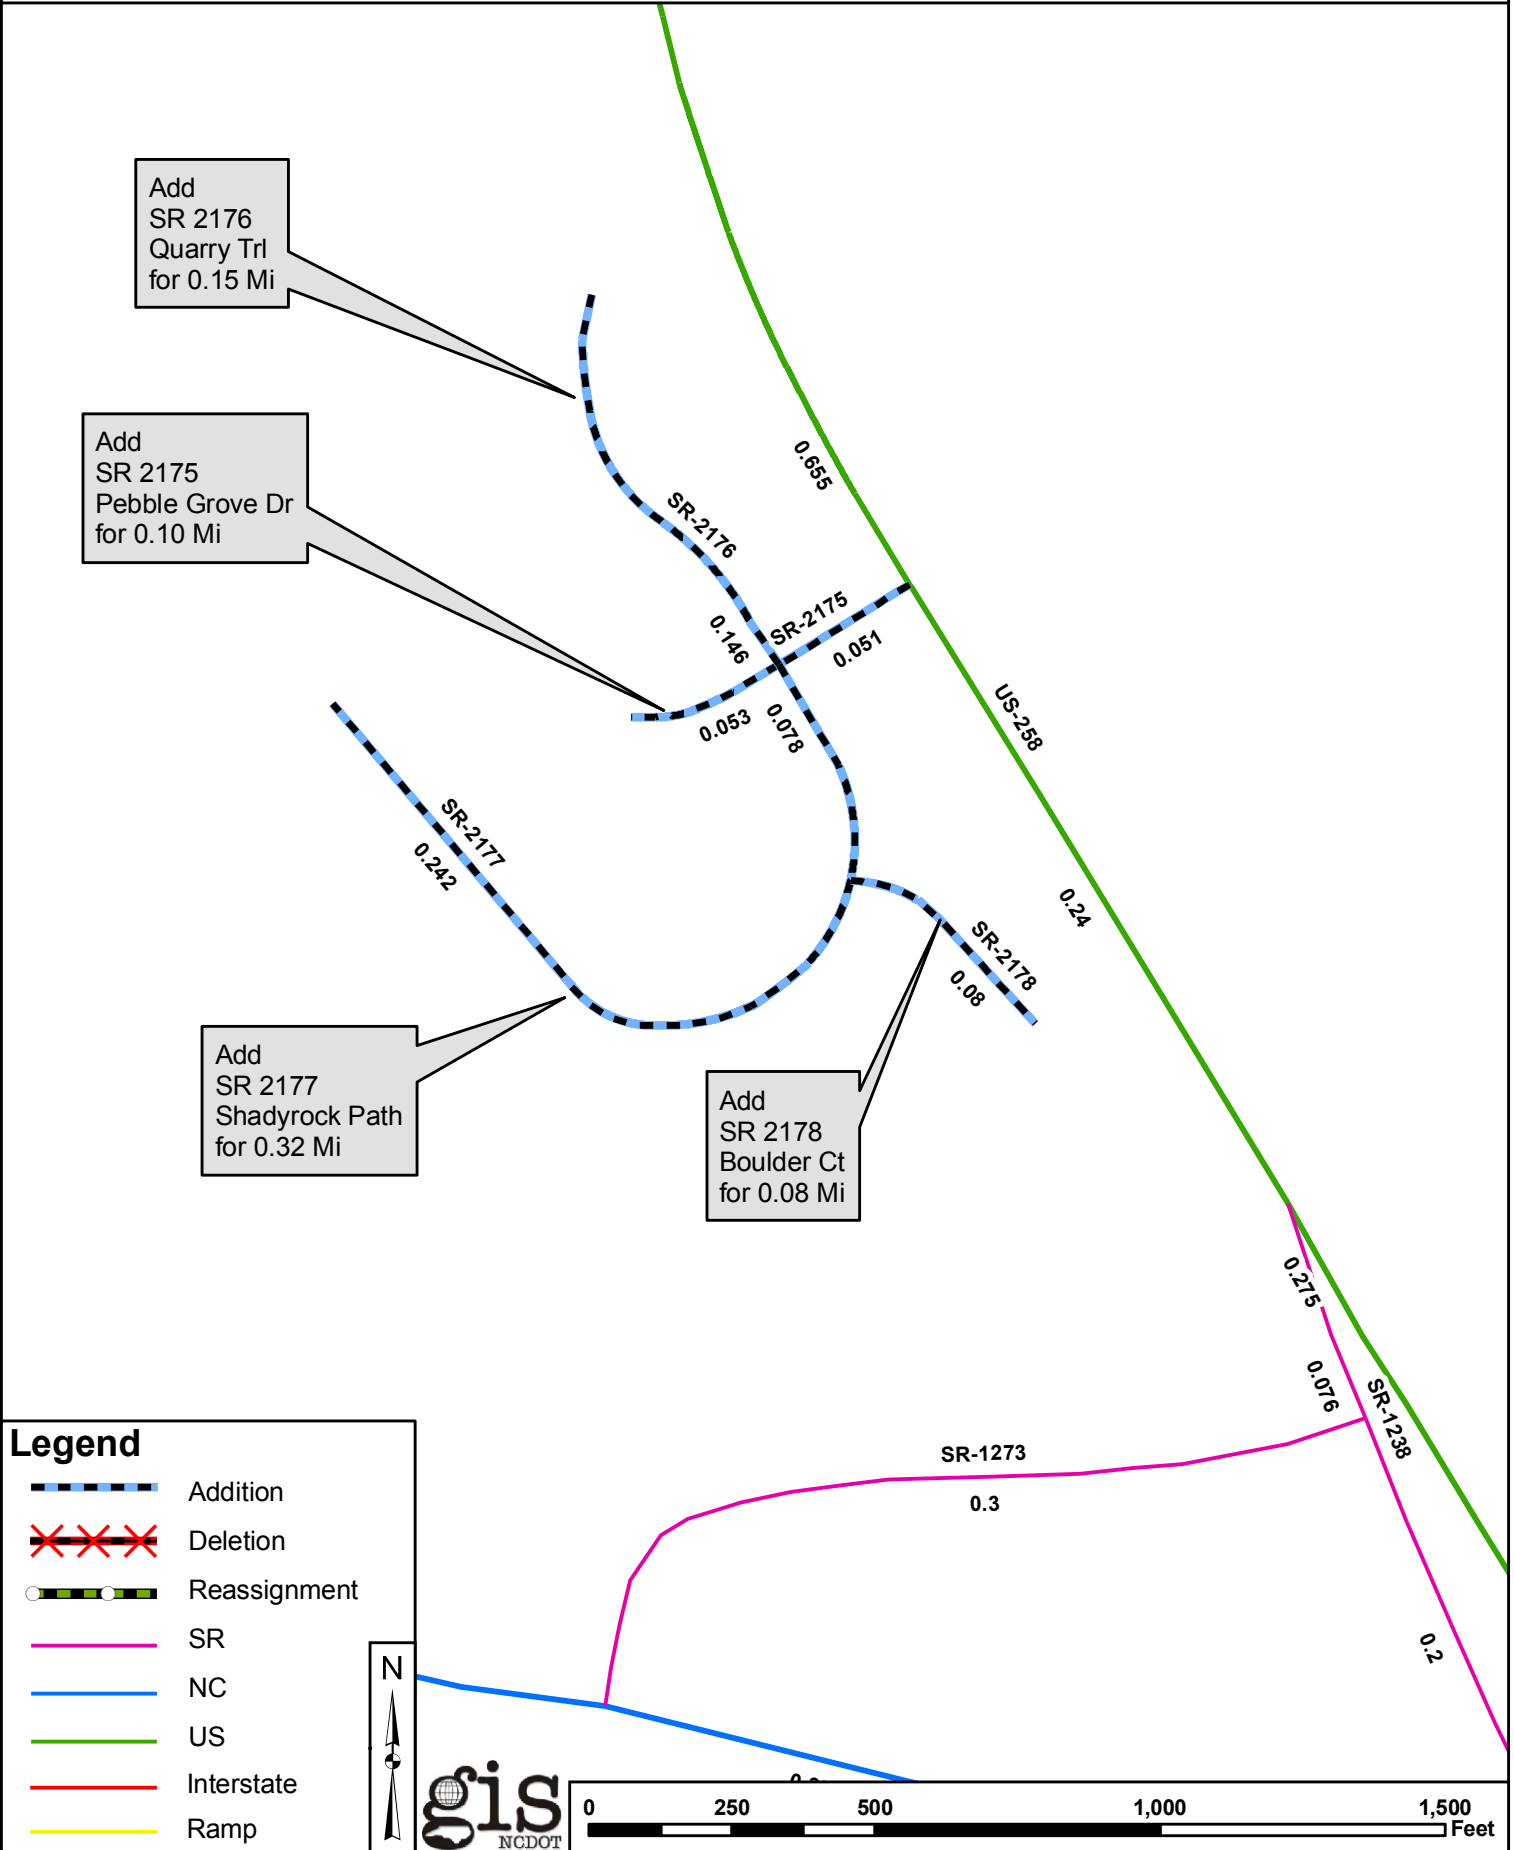 Add
SR 2176
Quarry Trl
for 0.15 Mi
Add
SR 2175
Pebble Grove Dr
for 0.10 Mi
0.655
SR-2176
SR-2175
0.146
0.051
0.053
0.078
US-258
SR-2177
0.242
0.24
SR-2178
0.08
Add
SR 2177
Shadyrock Path
for 0.32 Mi
Add
SR 2178
Boulder Ct
for 0.08 Mi
0.275
0.076
SR-1238
SR-1273
0.3
0.2
Legend
Addition
Deletion
Reassignment
SR
NC
US
Interstate
Ramp
N
gis
NCDOT
0 250 500 1,000 1,500
Feet